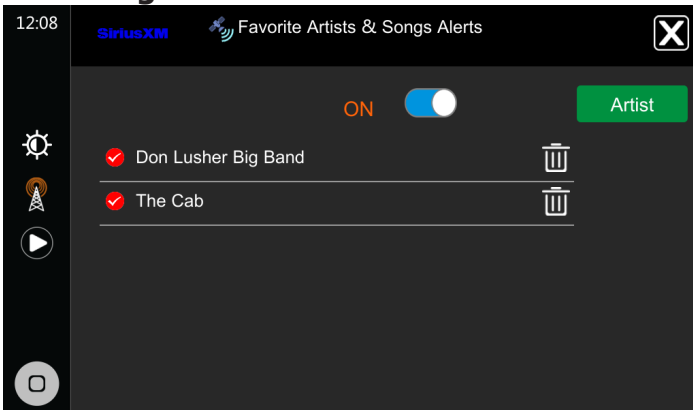 12:08
SiriusXM
Favorite Artists & Songs Alerts
X
ON
Artist
Don Lusher Big Band
The Cab